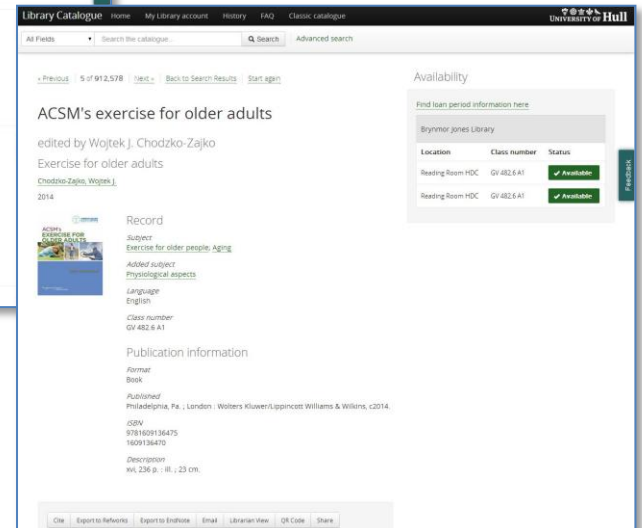 Library Catalogue Home My Library account History FAQ Classic catalogue
UNIVERSITY OF Hull
All Fields Search the catalogue... Search Advanced search
« Previous 5 of 912,578 Next » Back to Search Results Start again
ACSM's exercise for older adults
edited by Wojtek J. Chodzko-Zajko
Exercise for older adults
Chodzko-Zajko, Wojtek J.
2014
ACSM's
EXERCISE FOR
OLDER ADULTS
Record
Subject
Exercise for older people; Aging
Added subject
Physiological aspects
Language
English
Class number
GV 482.6 A1
Publication information
Format
Book
Published
Philadelphia, Pa. ; London : Wolters Kluwer/Lippincott Williams & Wilkins, c2014.
ISBN
9781609136475
1609136470
Description
xvi, 236 p. : ill. ; 23 cm.
Cite Export to Refworks Export to EndNote Email Librarian View QR Code Share
Availability
Find loan period information here
Brynmor Jones Library
Location Class number Status
Reading Room HDC GV 482.6 A1 ✔ Available
Reading Room HDC GV 482.6 A1 ✔ Available
Feedback